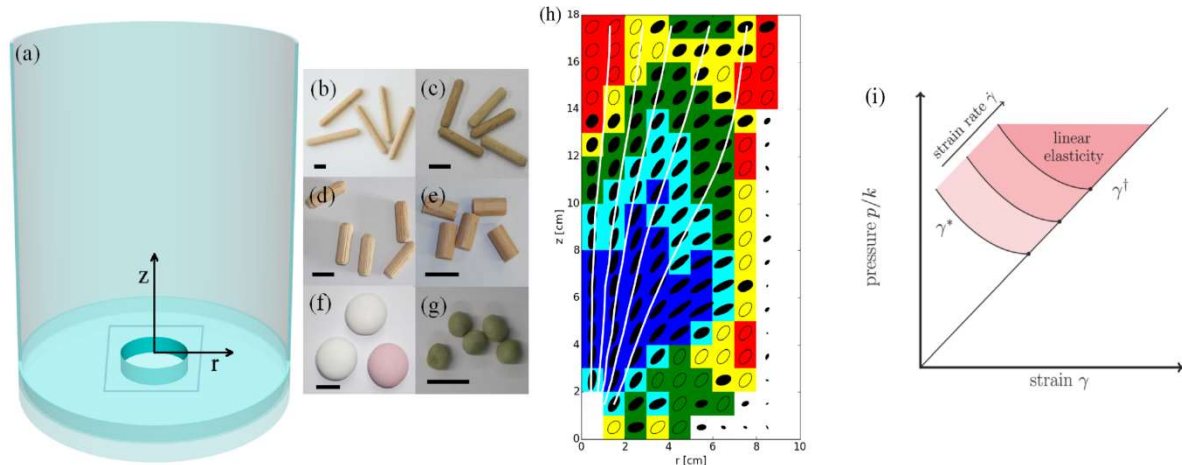 (a)
z
r
(b)
(c)
(d)
(e)
(f)
(g)
(h)
18
16
14
12
10
8
6
4
2
0
z [cm]
0 2 4 6 8 10
r [cm]
(i)
pressure p/k
strain rate γ̇
linear
elasticity
γ*
γ†
strain γ